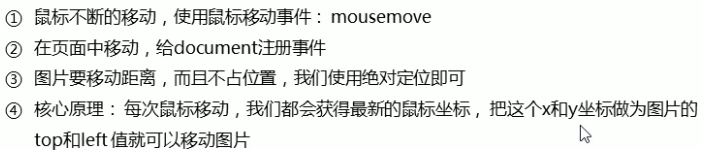 ① 鼠标不断的移动，使用鼠标移动事件：mousemove
② 在页面中移动，给document注册事件
③ 图片要移动距离，而且不占位置，我们使用绝对定位即可
④ 核心原理：每次鼠标移动，我们都会获得最新的鼠标坐标，把这个x和y坐标做为图片的
top和left 值就可以移动图片